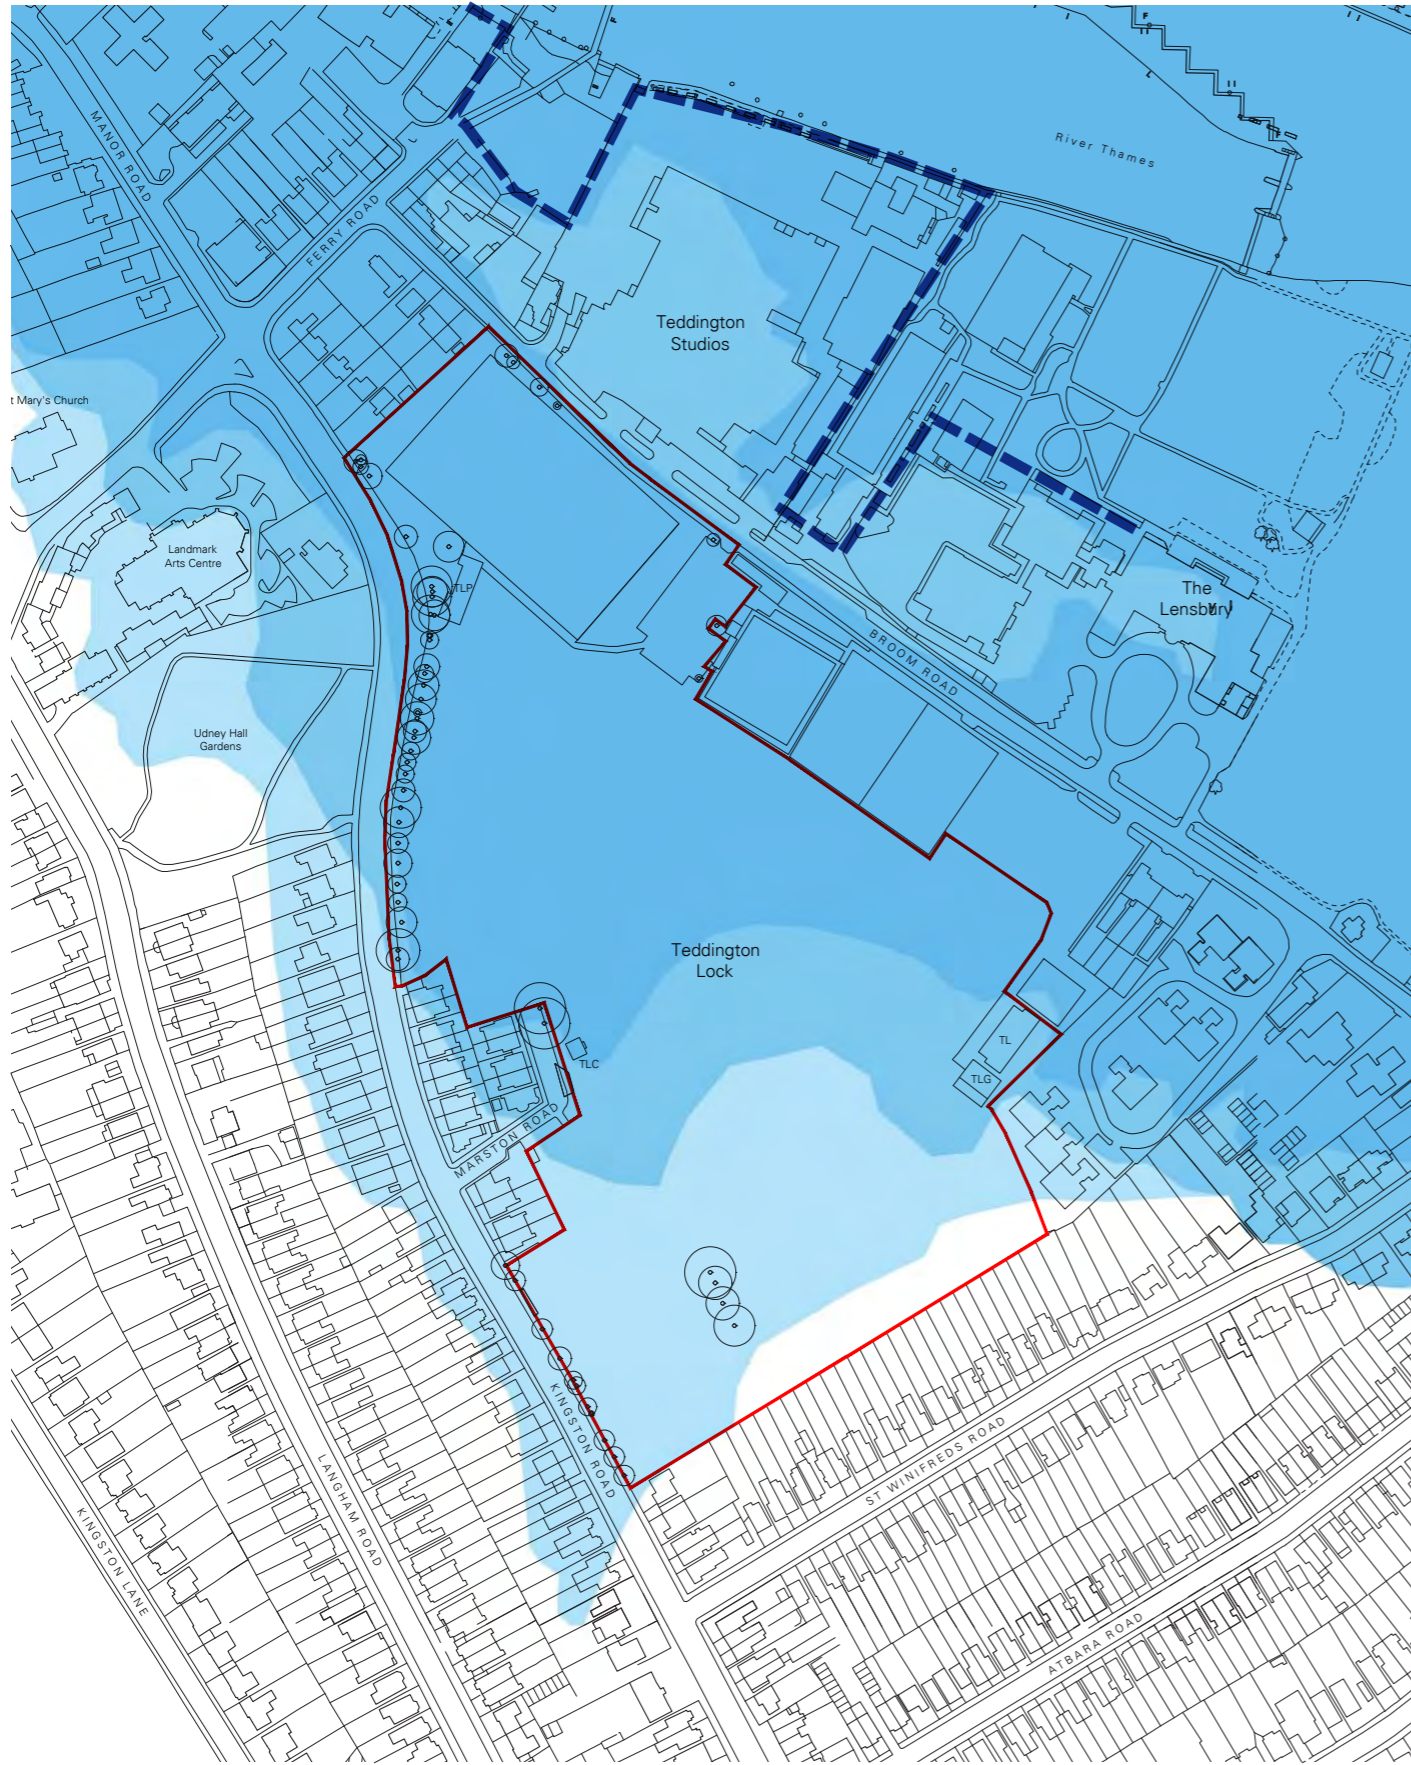 F
F
F
L
MANOR ROAD
River Thames
FERRY ROAD
Teddington
Studios
t Mary's Church
Landmark
Arts Centre
TLP
The
Lensbury
BROOM ROAD
Udney Hall
Gardens
Teddington
Lock
TL
TLC
TLG
MARSTON ROAD
KINGSTON ROAD
ST WINIFREDS ROAD
LANGHAM ROAD
KINGSTON LANE
ATBARA ROAD